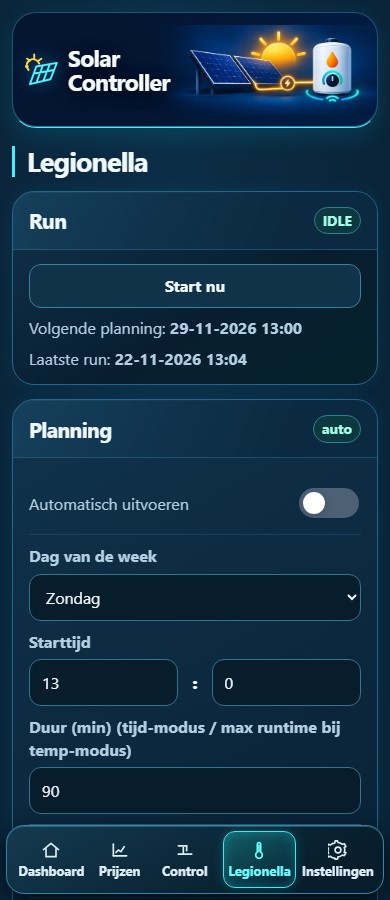 Solar
Controller
Legionella
Run
IDLE
Start nu
Volgende planning: 29-11-2026 13:00
Laatste run: 22-11-2026 13:04
Planning
auto
Automatisch uitvoeren
Dag van de week
Zondag
Starttijd
13 : 0
Duur (min) (tijd-modus / max runtime bij
temp-modus)
90
Dashboard Prijzen Control Legionella Instellingen